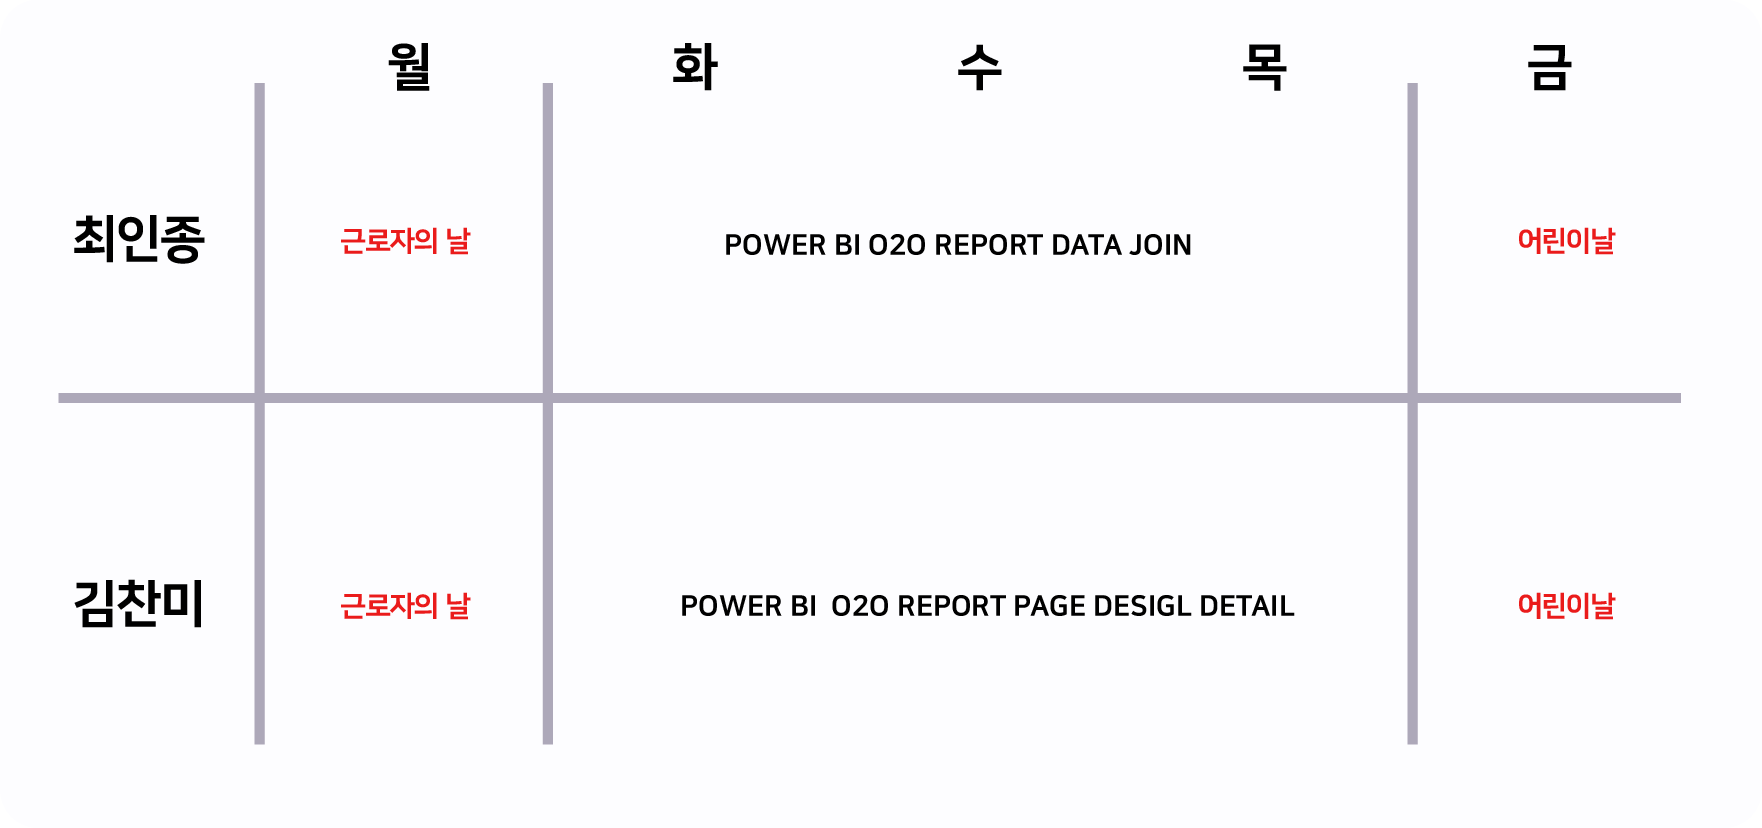 월 화 수 목 금
최인종 근로자의 날 POWER BI O2O REPORT DATA JOIN 어린이날
김찬미 근로자의 날 POWER BI O2O REPORT PAGE DESIGL DETAIL 어린이날